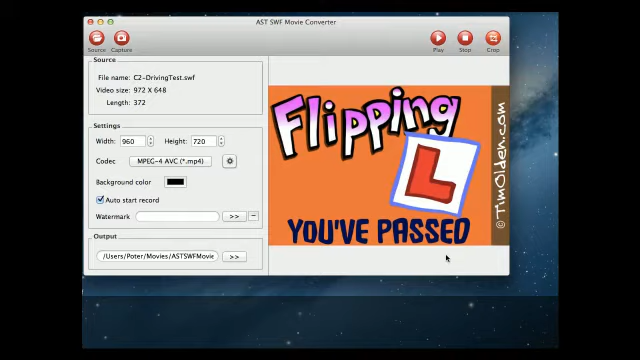 AST SWF Movie Converter
Source
Capture
Play
Stop
Crop
Source
File name: C2-DrivingTest.swf
Video size: 972 X 648
Length: 372
Settings
Width: 960
Height: 720
Codec
MPEG-4 AVC (*.mp4)
Background color
Auto start record
Watermark
>>
Output
/Users/Poter/Movies/ASTSWFMovie
>>
Flipping
L
YOU'VE PASSED
© TimOlden.com